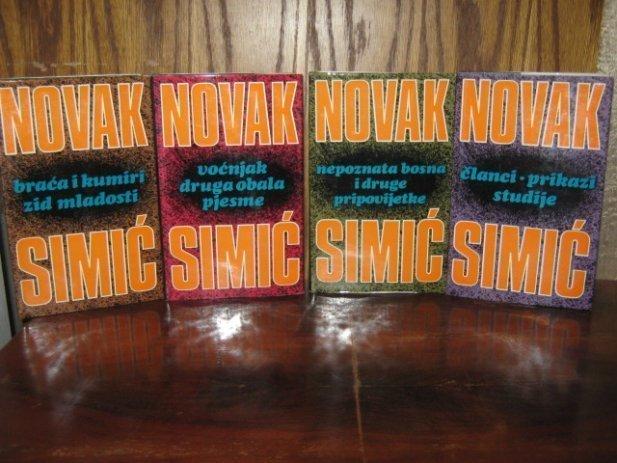 NOVAK
braća i kumiri
zid mladosti
SIMIĆ
NOVAK
voćnjak
druga obala
pjesme
SIMIĆ
NOVAK
nepoznata bosna
i druge
pripovijetke
SIMIĆ
NOVAK
članci · prikazi
studije
SIMIĆ